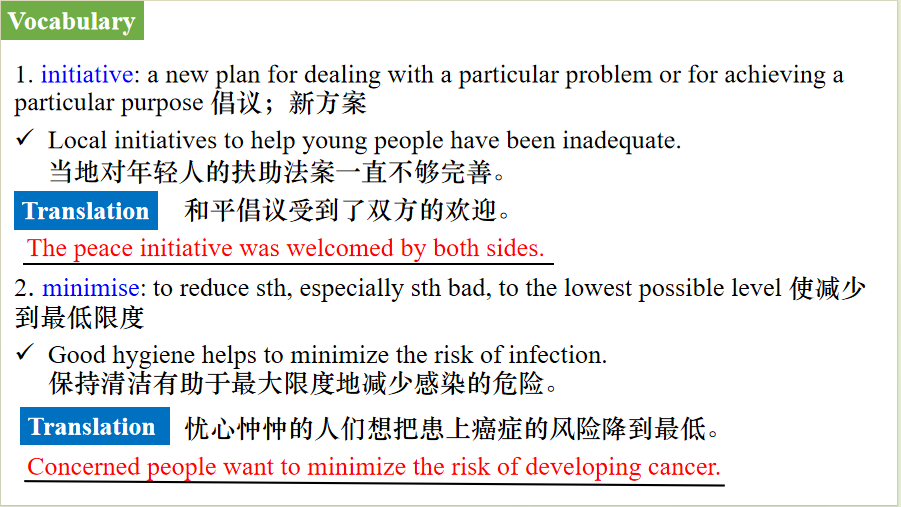 Vocabulary
1. initiative: a new plan for dealing with a particular problem or for achieving a
particular purpose 倡议；新方案
✓ Local initiatives to help young people have been inadequate.
当地对年轻人的扶助法案一直不够完善。
Translation 和平倡议受到了双方的欢迎。
The peace initiative was welcomed by both sides.
2. minimise: to reduce sth, especially sth bad, to the lowest possible level 使减少
到最低限度
✓ Good hygiene helps to minimize the risk of infection.
保持清洁有助于最大限度地减少感染的危险。
Translation 忧心忡忡的人们想把患上癌症的风险降到最低。
Concerned people want to minimize the risk of developing cancer.